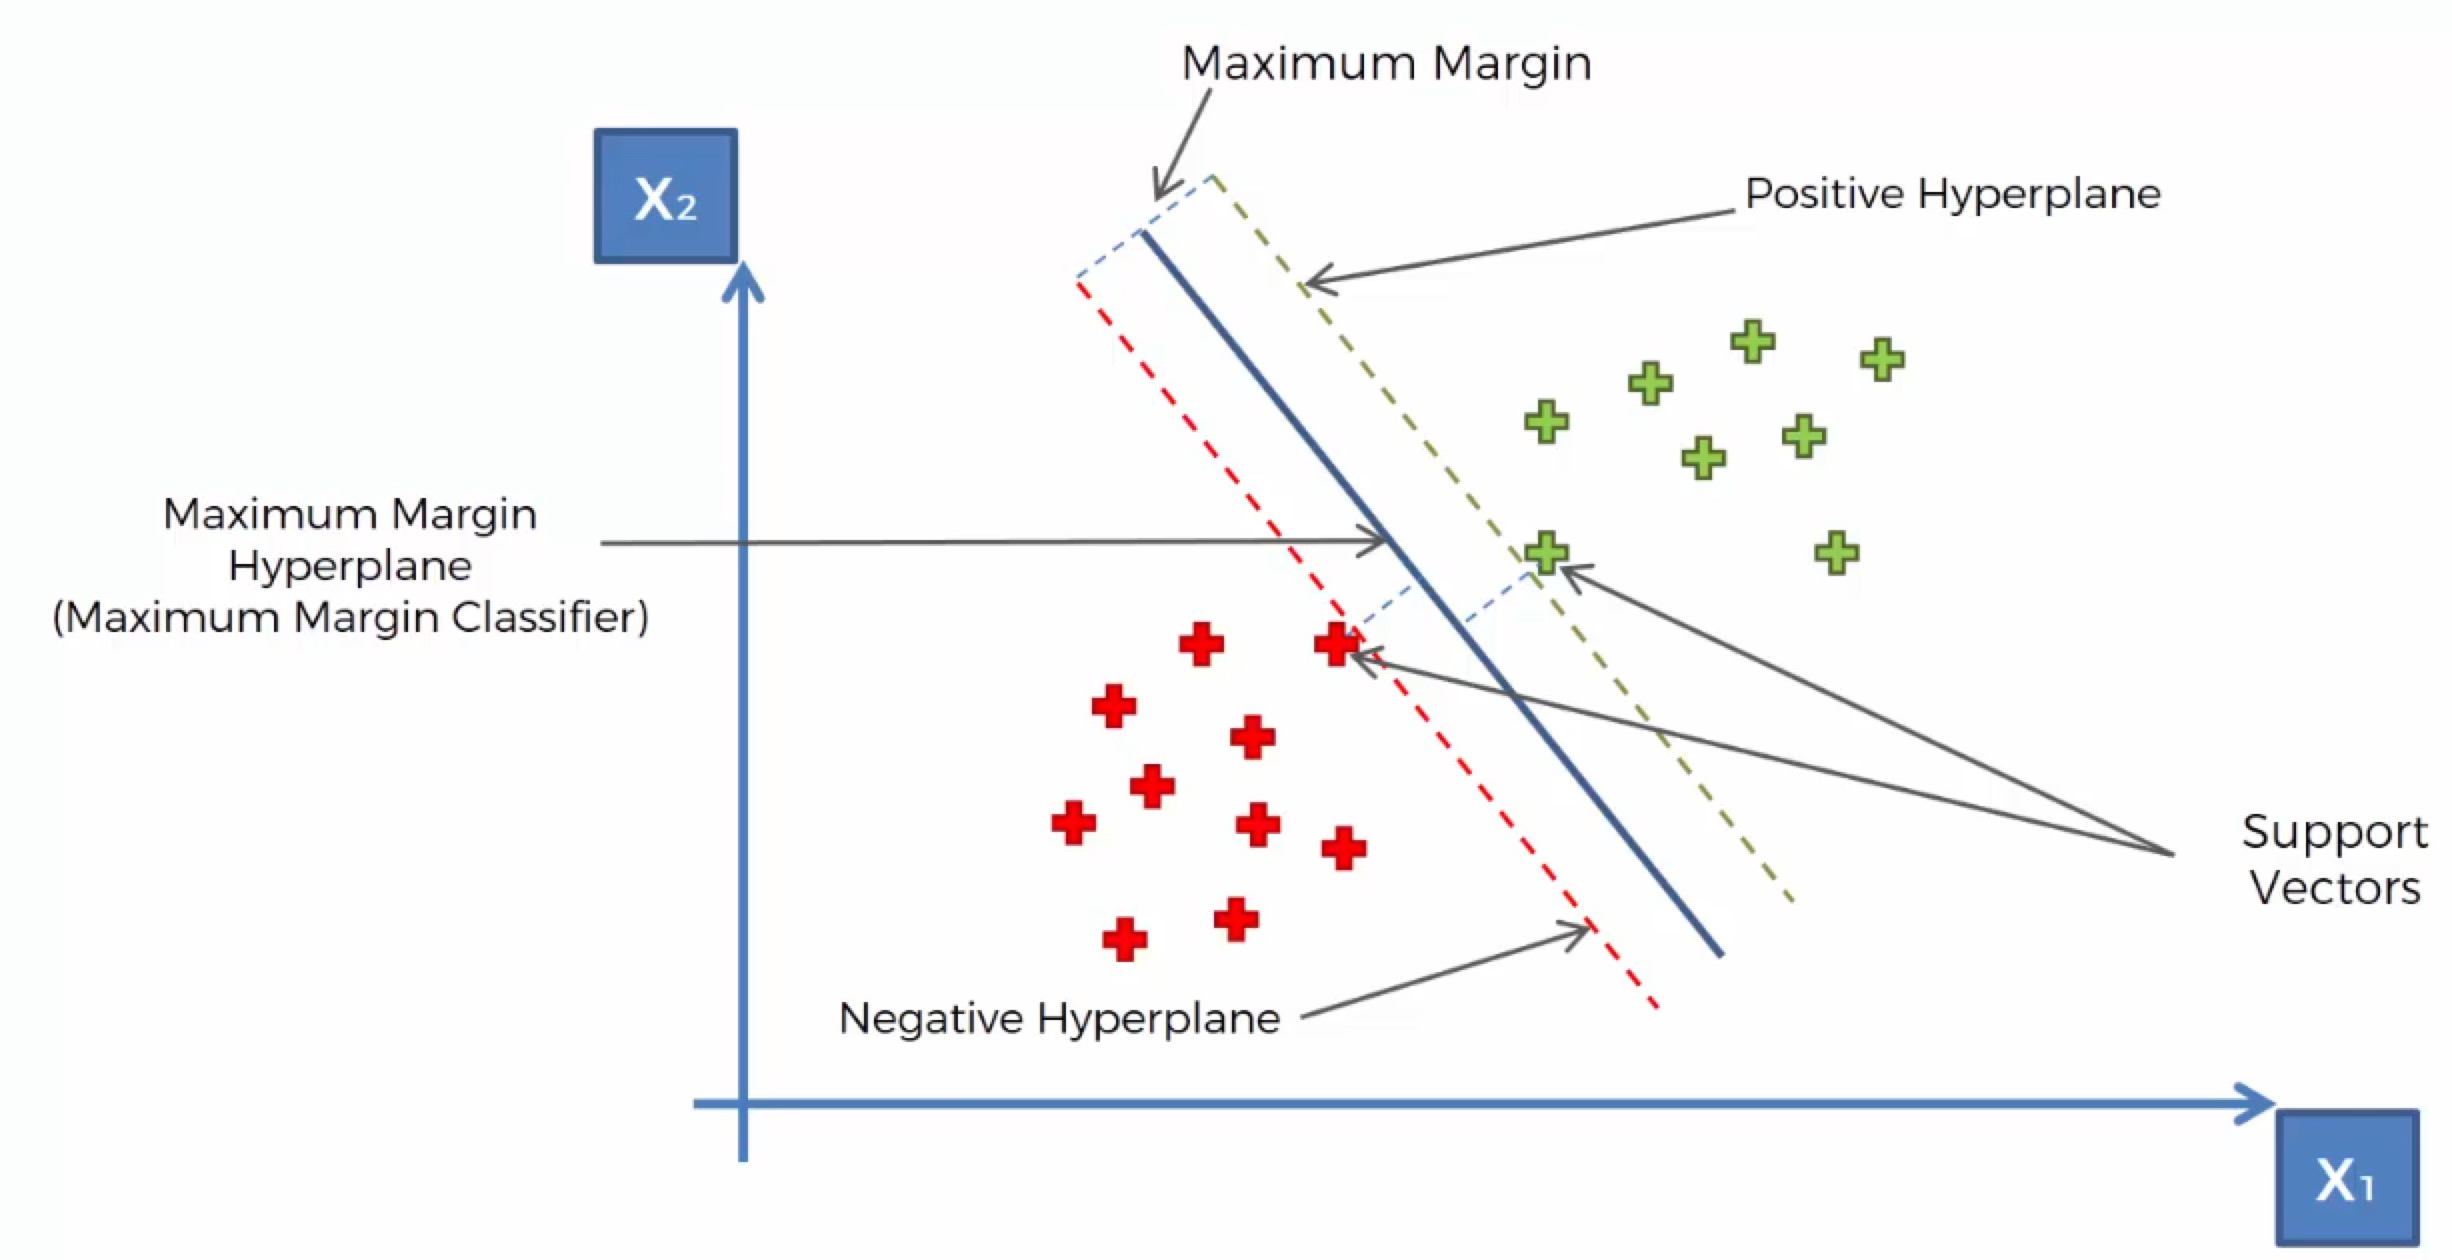 Maximum Margin
X2
Positive Hyperplane
Maximum Margin
Hyperplane
(Maximum Margin Classifier)
Support
Vectors
Negative Hyperplane
X1